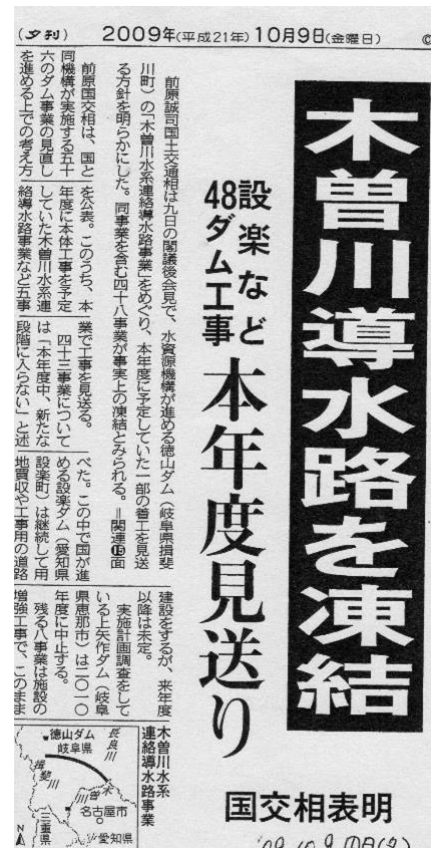 (夕刊)
2009年(平成21年)10月9日(金曜日)
木曽川導水路を凍結
設楽など
48ダム工事
本年度見送り
国交相表明
前原誠司国土交通相は九日の閣議後会見で、水資源機構が進める徳山ダム(岐阜県揖斐
川町)の「木曽川水系連絡導水路事業」をめぐり、本年度に予定していた一部の着工を見送
る方針を明らかにした。同事業を含む四十八事業が事実上の凍結とみられる。=関連⑮面
前原国交相は、国と
同機構が実施する五十
六のダム事業の見直し
を進める上での考え方
を公表。このうち、本
年度に本体工事を予定
していた木曽川水系連
絡導水路事業など五事
業で工事を見送る。
四十三事業について
は「本年度中、新たな
段階に入らない」と述
べた。この中で国が進
める設楽ダム(愛知県
設楽町)は継続して用
地買収や工事用の道路
建設をするが、来年度
以降は未定。
実施計画調査をして
いる上矢作ダム(岐阜
県恵那市)は二〇一〇
年度に中止する。
残る八事業は施設の
増強工事で、このまま
木曽川水系
連絡導水路事業
徳山ダム
岐阜県
長良川
揖斐川
木曽川
名古屋市
三重県
愛知県
N
'09.10.9